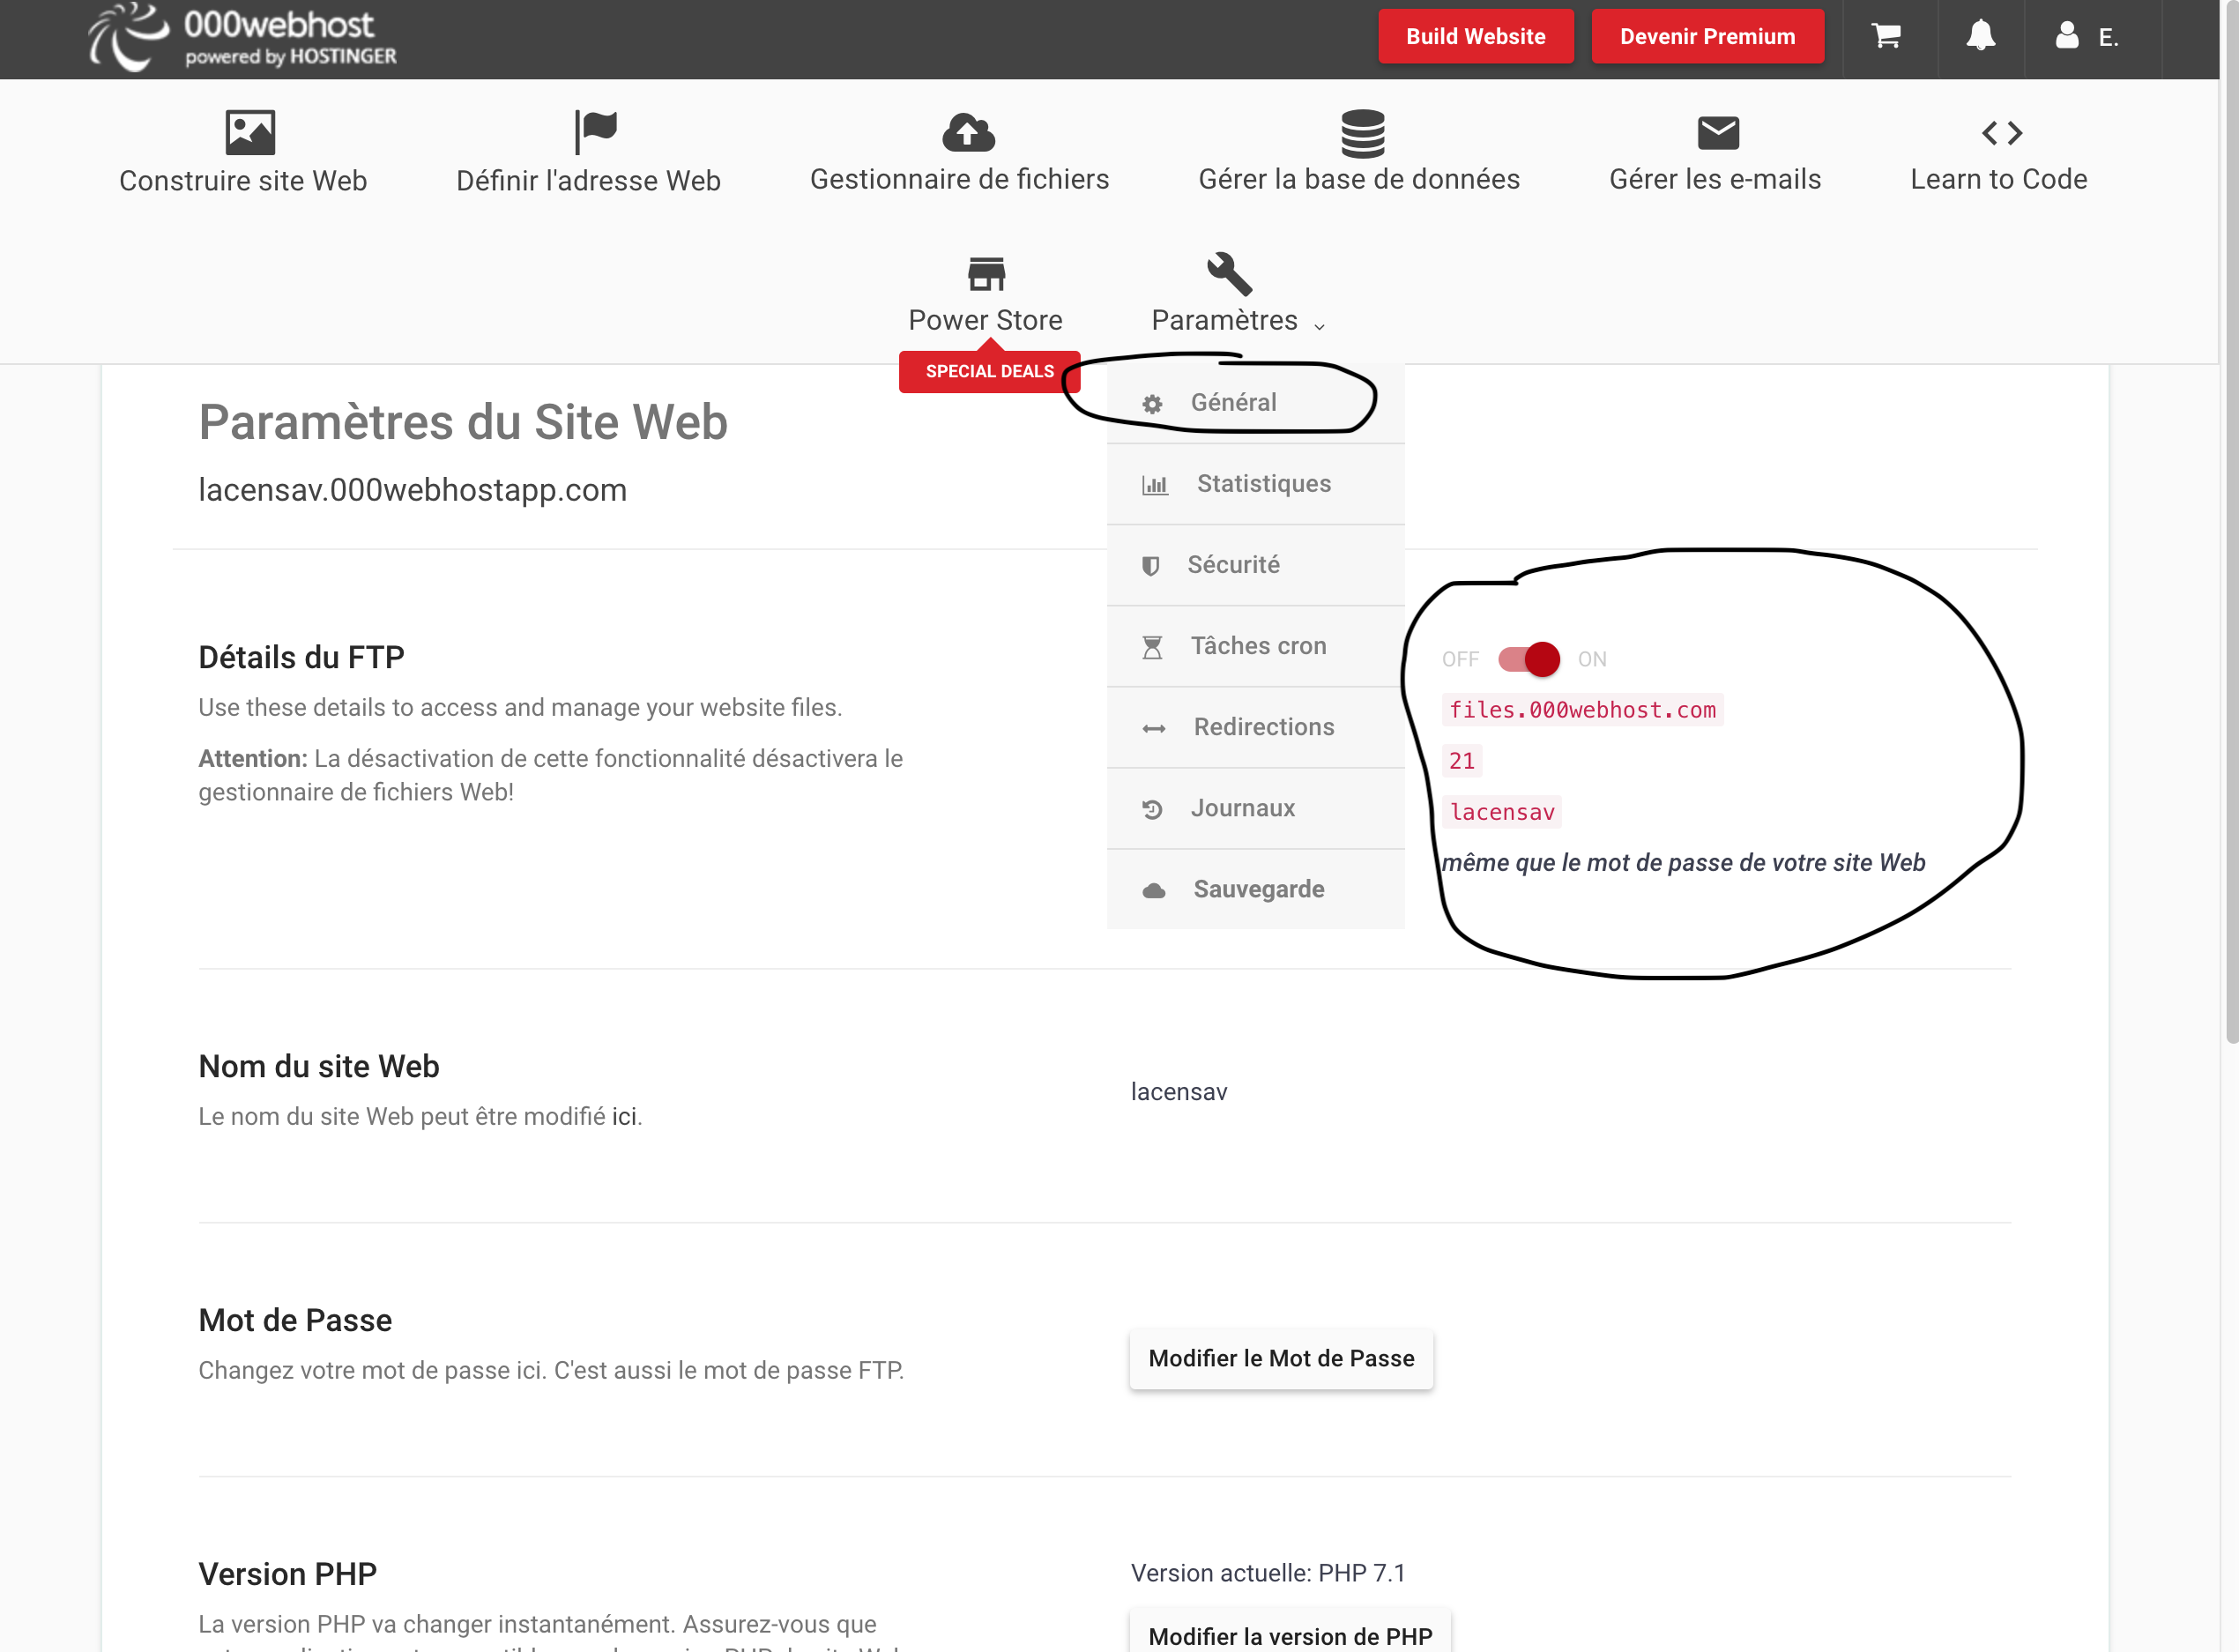 000webhost
powered by HOSTINGER
Build Website
Devenir Premium
E.
Construire site Web
Définir l'adresse Web
Gestionnaire de fichiers
Gérer la base de données
Gérer les e-mails
Learn to Code
Power Store
Paramètres
SPECIAL DEALS
Général
Statistiques
Sécurité
Tâches cron
Redirections
Journaux
Sauvegarde
Paramètres du Site Web
lacensav.000webhostapp.com
Détails du FTP
Use these details to access and manage your website files.
Attention: La désactivation de cette fonctionnalité désactivera le
gestionnaire de fichiers Web!
OFF ON
files.000webhost.com
21
lacensav
même que le mot de passe de votre site Web
Nom du site Web
Le nom du site Web peut être modifié ici.
lacensav
Mot de Passe
Changez votre mot de passe ici. C'est aussi le mot de passe FTP.
Modifier le Mot de Passe
Version PHP
La version PHP va changer instantanément. Assurez-vous que
Version actuelle: PHP 7.1
Modifier la version de PHP